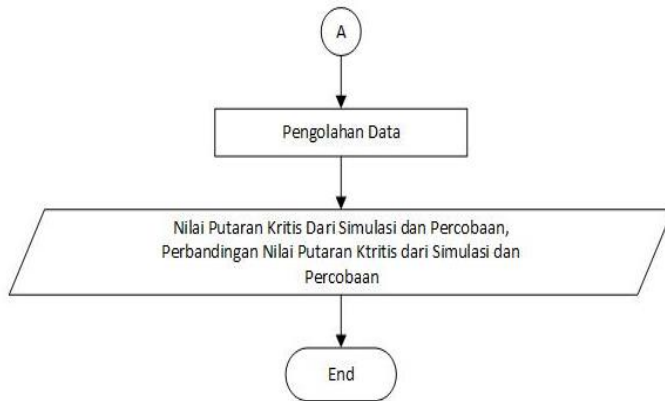 A
Pengolahan Data
Nilai Putaran Kritis Dari Simulasi dan Percobaan,
Perbandingan Nilai Putaran Ktritis dari Simulasi dan
Percobaan
End